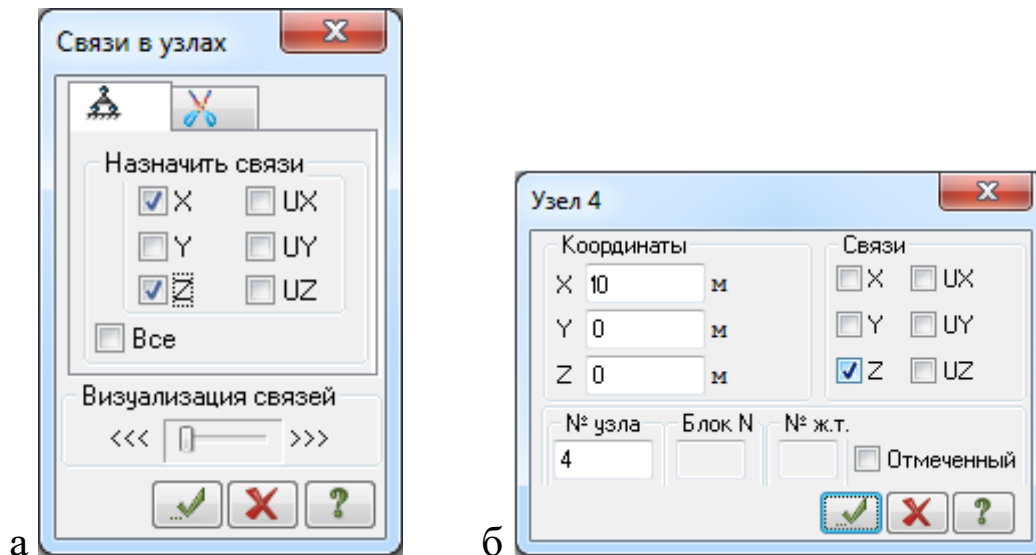 Связи в узлах
Назначить связи
X UX
Y UY
Z UZ
Все
Визуализация связей
<<< >>>
?
а
Узел 4
Координаты Связи
X 10 м X UX
Y 0 м Y UY
Z 0 м Z UZ
№ узла Блок N № ж.т.
4 Отмеченный
?
б